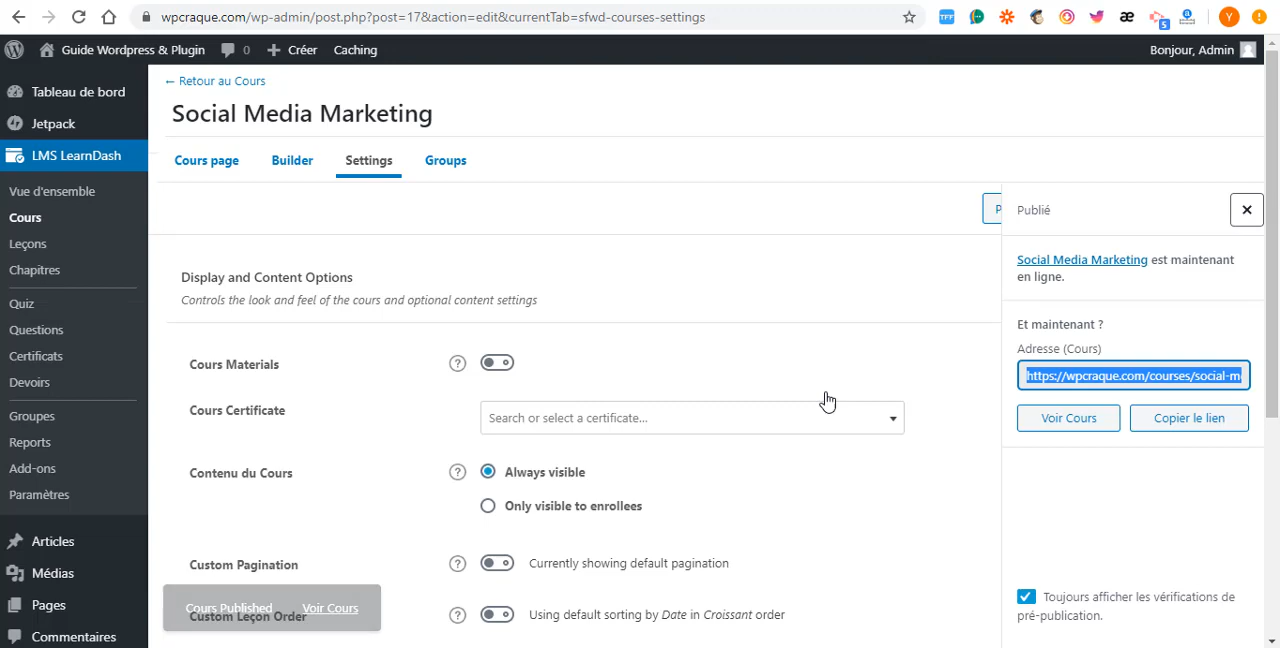 wpcraque.com/wp-admin/post.php?post=17&action=edit&currentTab=sfwd-courses-settings
TFF
æ
5
Y
Guide Wordpress & Plugin
0
Créer
Caching
Bonjour, Admin
Tableau de bord
Jetpack
LMS LearnDash
Vue d'ensemble
Cours
Leçons
Chapitres
Quiz
Questions
Certificats
Devoirs
Groupes
Reports
Add-ons
Paramètres
Articles
Médias
Pages
Commentaires
← Retour au Cours
Social Media Marketing
Cours page
Builder
Settings
Groups
P
Display and Content Options
Controls the look and feel of the cours and optional content settings
Cours Materials
?
Cours Certificate
Search or select a certificate...
Contenu du Cours
?
Always visible
Only visible to enrollees
Custom Pagination
?
Currently showing default pagination
Custom Leçon Order
?
Using default sorting by Date in Croissant order
Cours Published
Voir Cours
Publié
Social Media Marketing est maintenant
en ligne.
Et maintenant ?
Adresse (Cours)
https://wpcraque.com/courses/social-m
Voir Cours
Copier le lien
Toujours afficher les vérifications de
pré-publication.